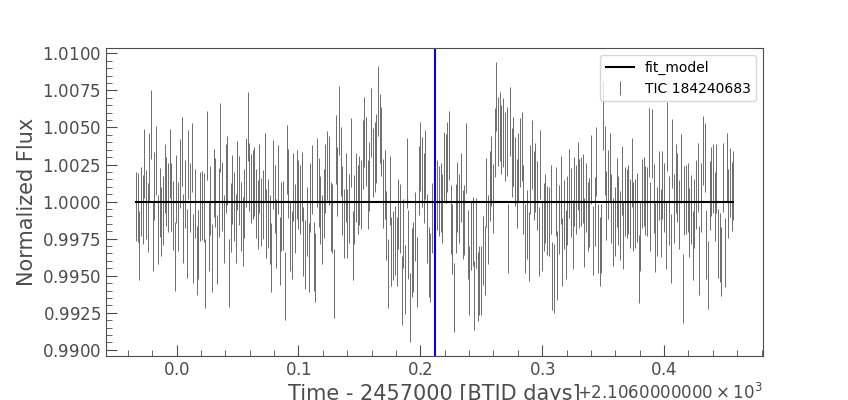 1.0100
1.0075
1.0050
1.0025
1.0000
0.9975
0.9950
0.9925
0.9900
Normalized Flux
fit_model
TIC 184240683
0.0
0.1
0.2
0.3
0.4
Time - 2457000 [BTJD days]
+2.1060000000 × 10³